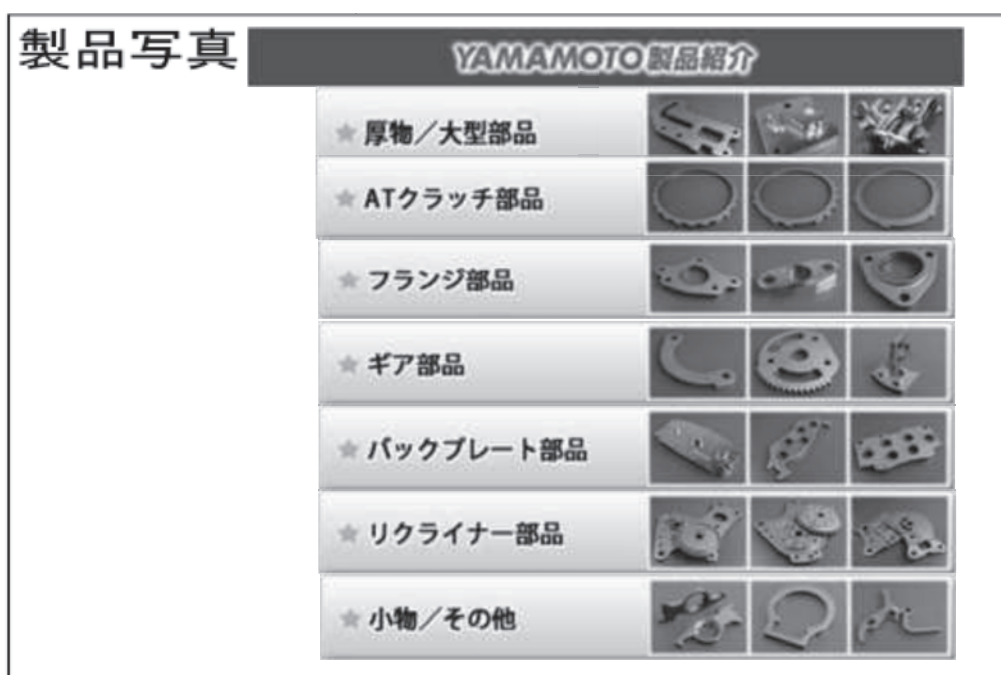 製品写真
YAMAMOTO製品紹介
★ 厚物／大型部品
★ ATクラッチ部品
★ フランジ部品
★ ギア部品
★ バックプレート部品
★ リクライナー部品
★ 小物／その他